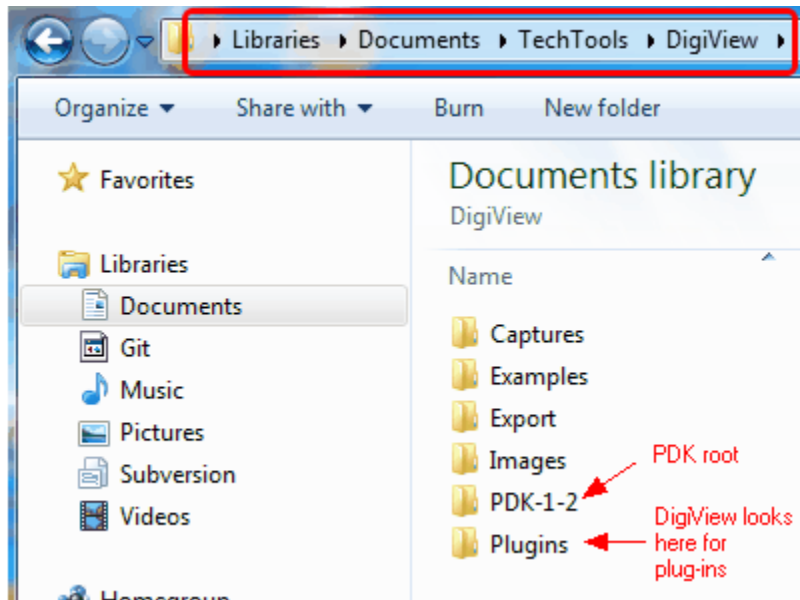 Libraries Documents TechTools DigiView
Organize Share with Burn New folder
Favorites
Libraries
Documents
Git
Music
Pictures
Subversion
Videos
Homegroup
Documents library
DigiView
Name
Captures
Examples
Export
Images
PDK-1-2
Plugins
PDK root
DigiView looks
here for
plug-ins